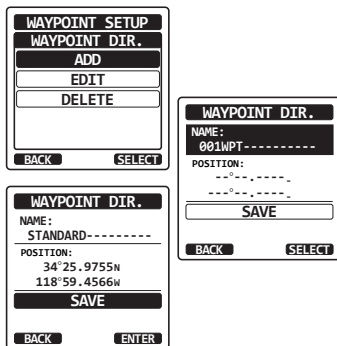 WAYPOINT SETUP
WAYPOINT DIR.
ADD
EDIT
DELETE
BACK SELECT
WAYPOINT DIR.
NAME:
001WPT----------
POSITION:
--°--.----_
---°--.----_
SAVE
BACK SELECT
WAYPOINT DIR.
NAME:
STANDARD---------
POSITION:
34°25.9755N
118°59.4566W
SAVE
BACK ENTER